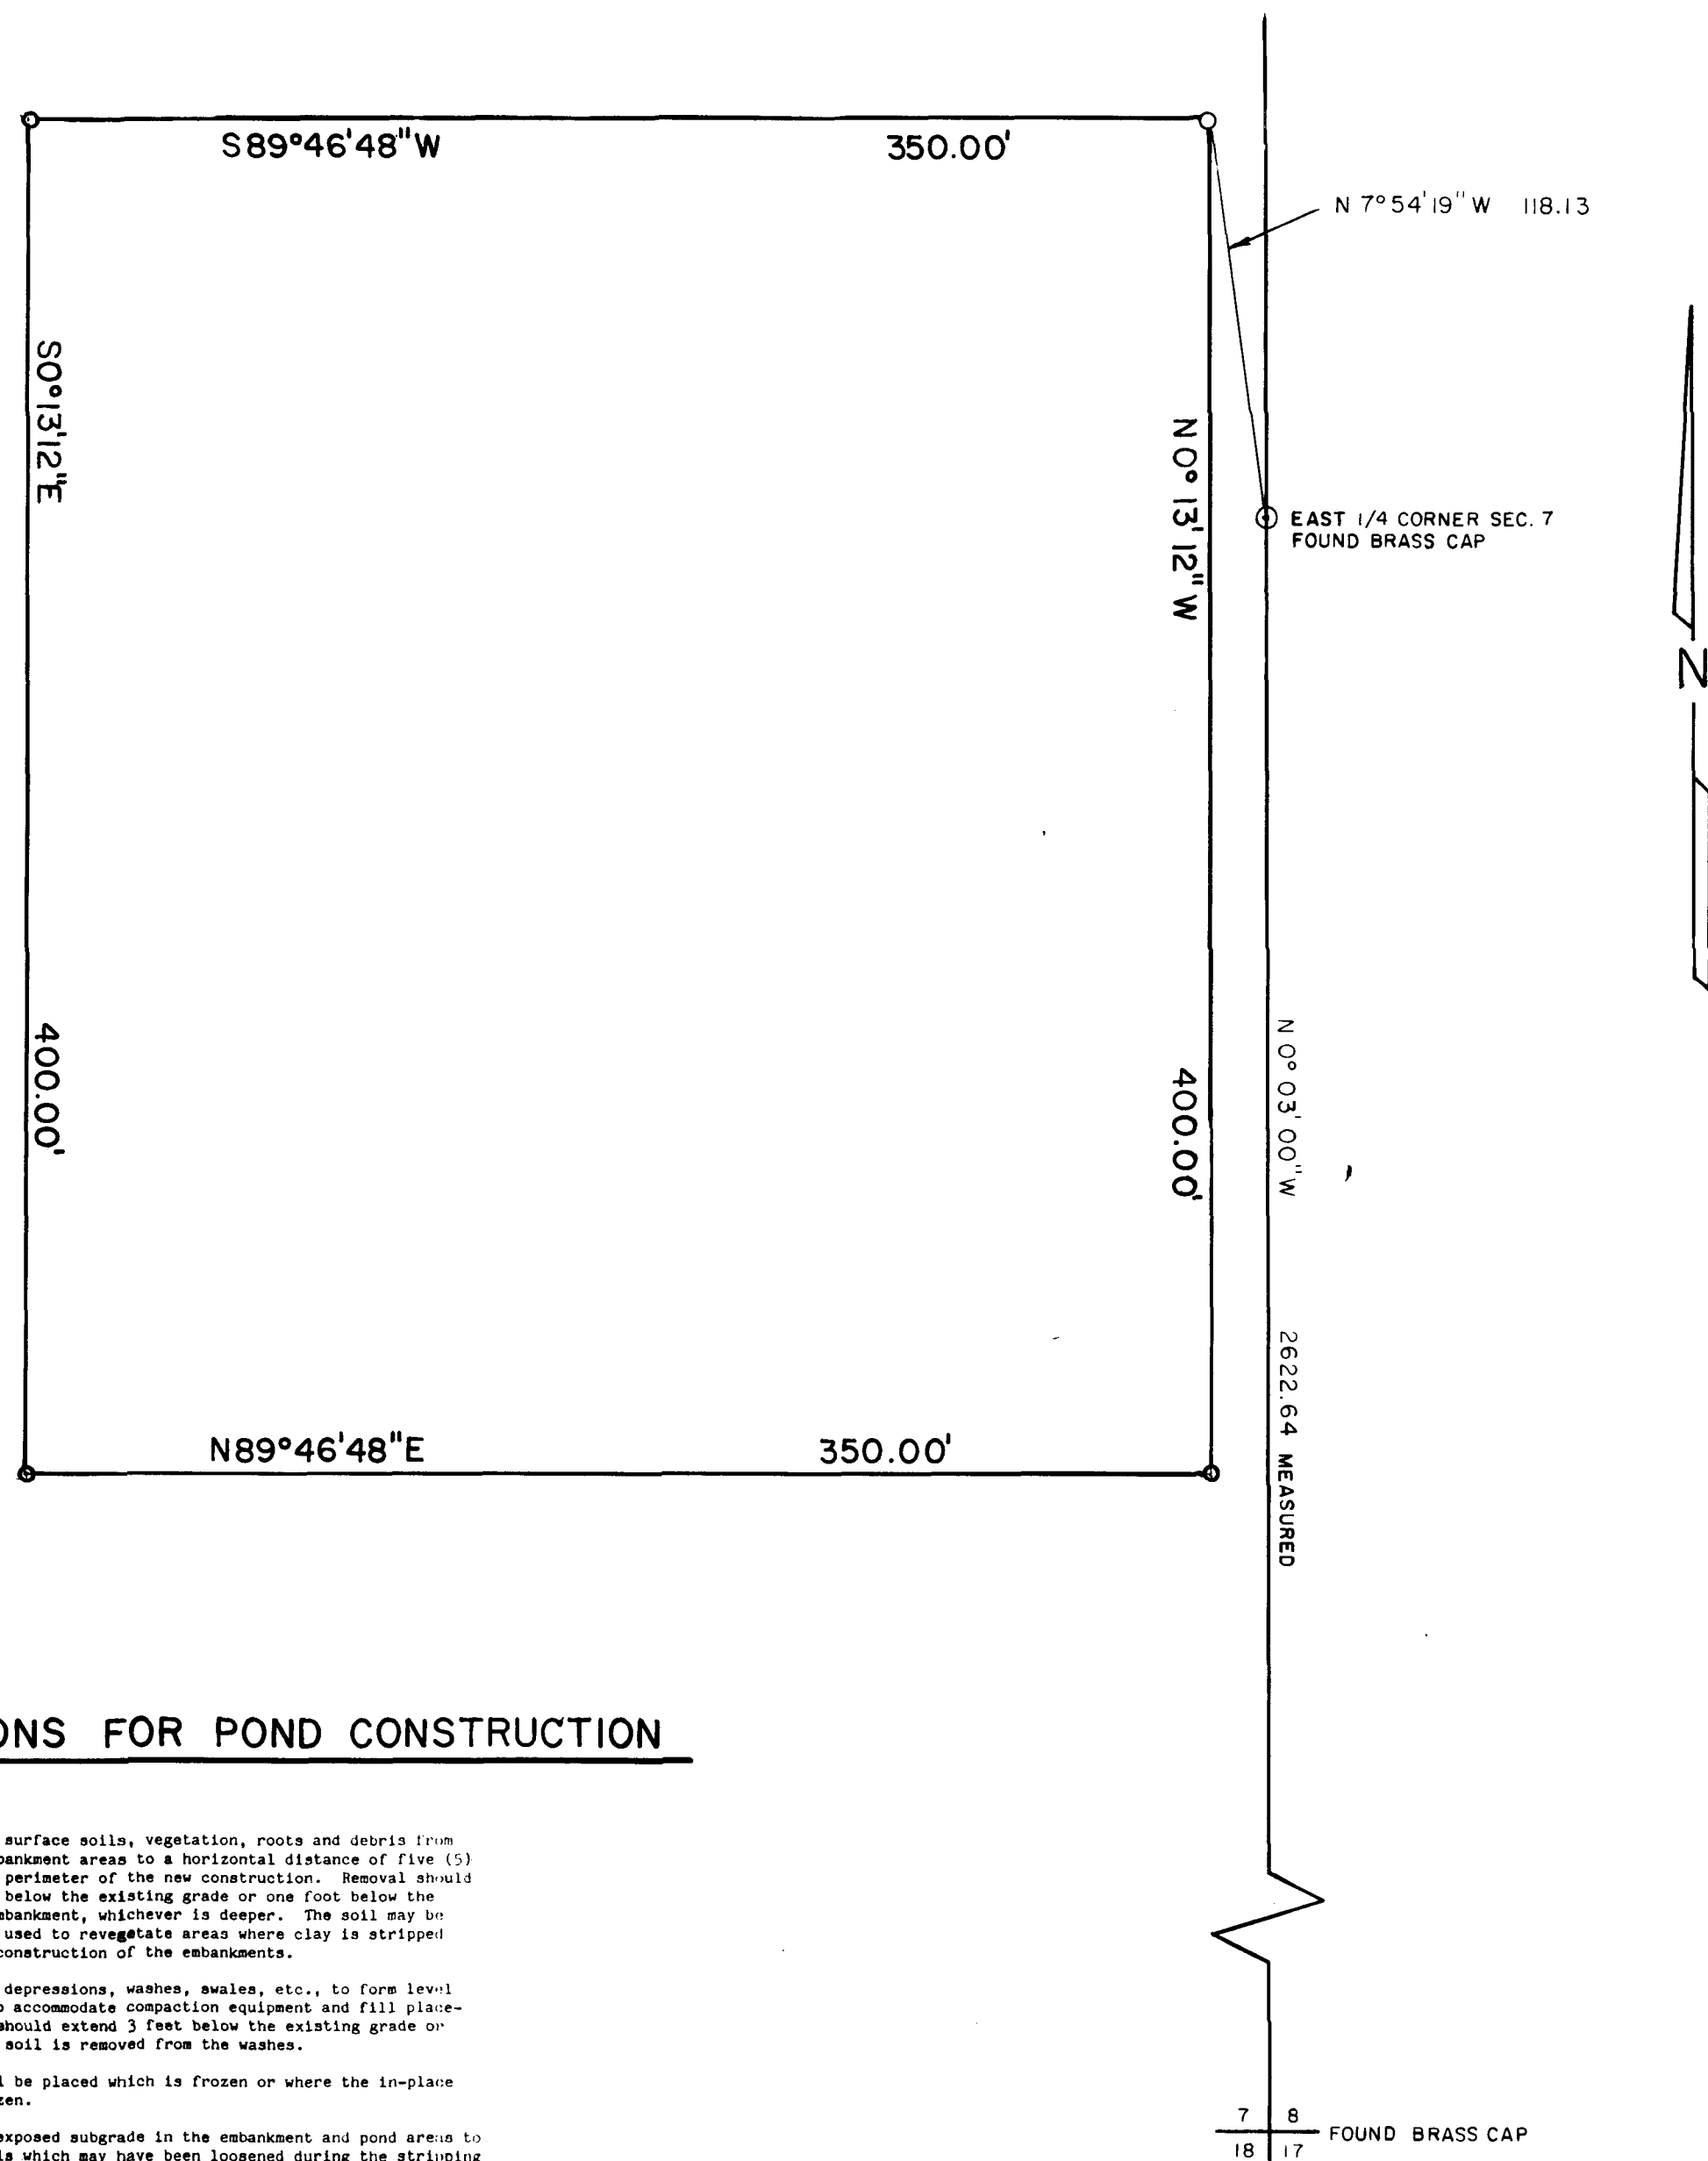 S89°46'48"W 350.00'
N 7°54'19" W 118.13
S0°13'12"E
N 0° 13' 12" W
EAST 1/4 CORNER SEC. 7
FOUND BRASS CAP
N
400.00'
400.00'
N 0° 03' 00" W
2622.64 MEASURED
N89°46'48"E 350.00'
ONS FOR POND CONSTRUCTION
surface soils, vegetation, roots and debris from
bankment areas to a horizontal distance of five (5)
perimeter of the new construction. Removal should
below the existing grade or one foot below the
mbankment, whichever is deeper. The soil may be
used to revegetate areas where clay is stripped
construction of the embankments.
depressions, washes, swales, etc., to form level
o accommodate compaction equipment and fill place-
should extend 3 feet below the existing grade or
soil is removed from the washes.
l be placed which is frozen or where the in-place
zen.
exposed subgrade in the embankment and pond areas to
ls which may have been loosened during the stripping
7 8
18 17
FOUND BRASS CAP